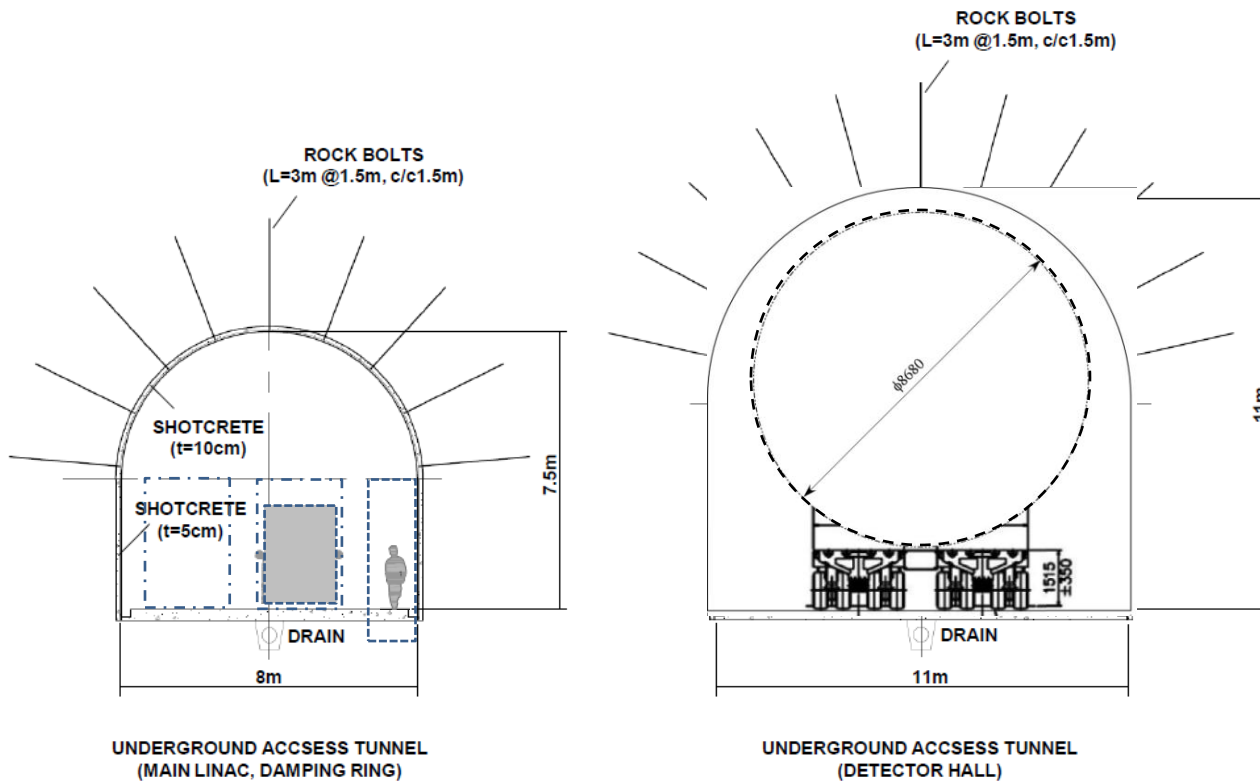 ROCK BOLTS
(L=3m @1.5m, c/c1.5m)
SHOTCRETE
(t=10cm)
SHOTCRETE
(t=5cm)
7.5m
DRAIN
8m
UNDERGROUND ACCSESS TUNNEL
(MAIN LINAC, DAMPING RING)
ROCK BOLTS
(L=3m @1.5m, c/c1.5m)
ϕ8680
11m
1515
±350
DRAIN
11m
UNDERGROUND ACCSESS TUNNEL
(DETECTOR HALL)